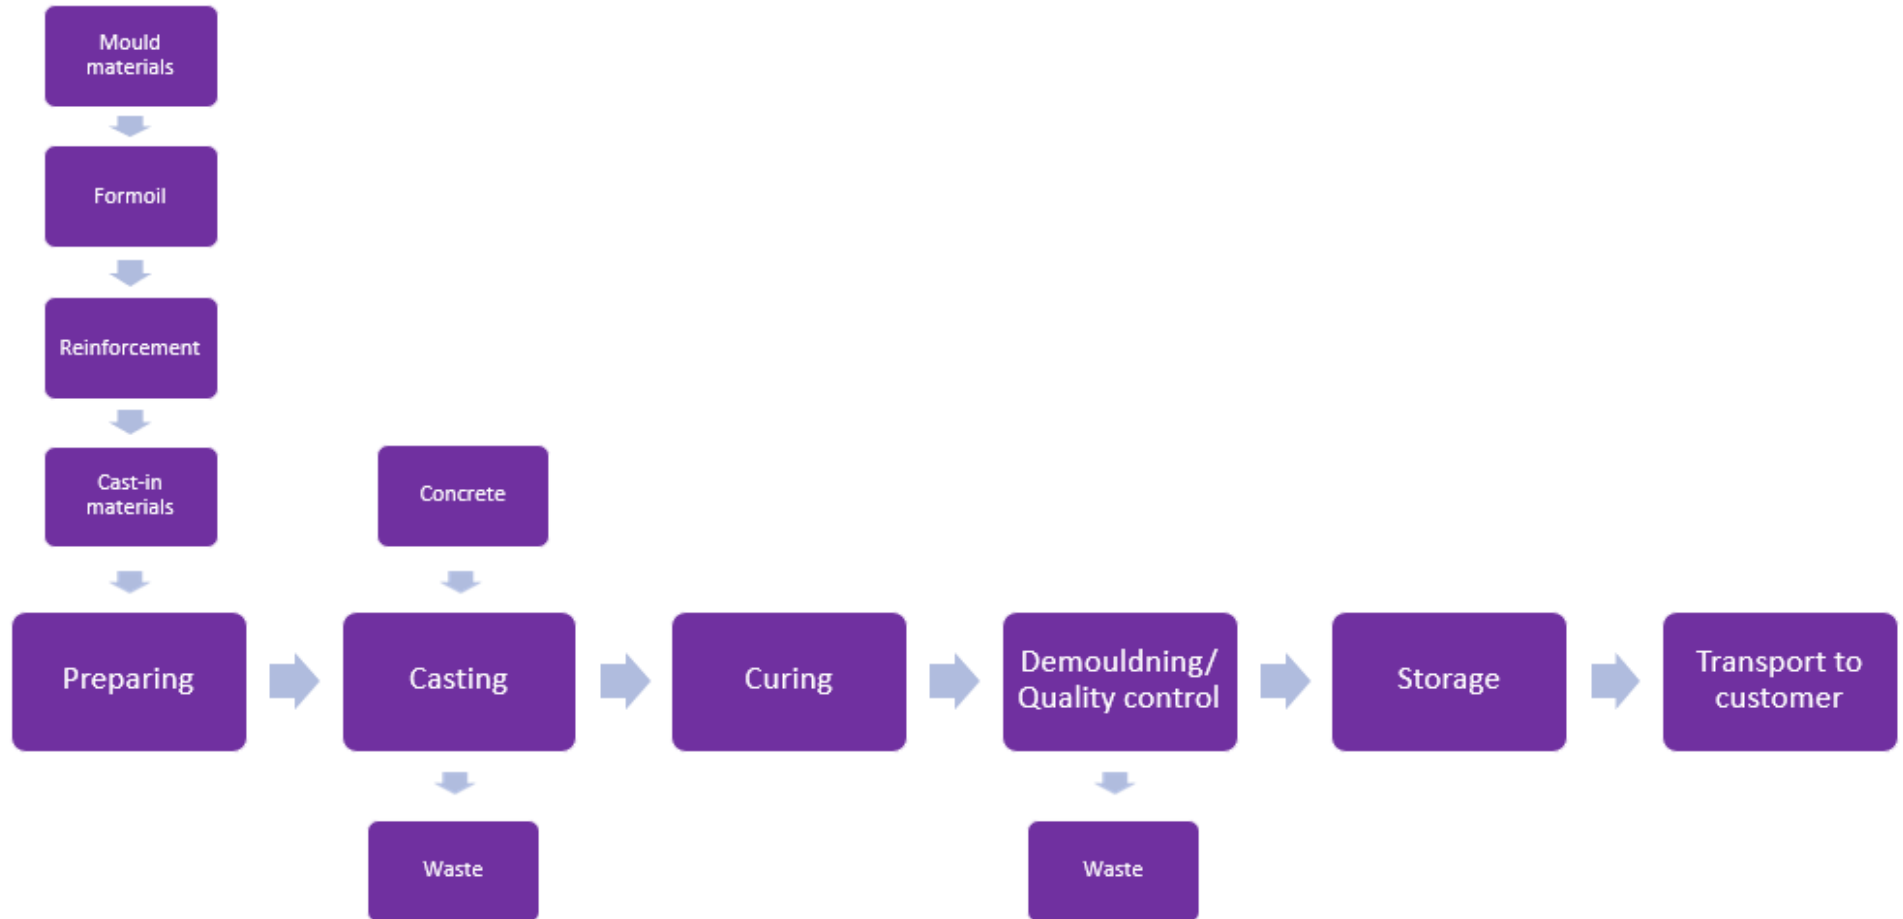 Mould
materials
Formoil
Reinforcement
Cast-in
materials
Concrete
Preparing
Casting
Curing
Demouldning/
Quality control
Storage
Transport to
customer
Waste
Waste